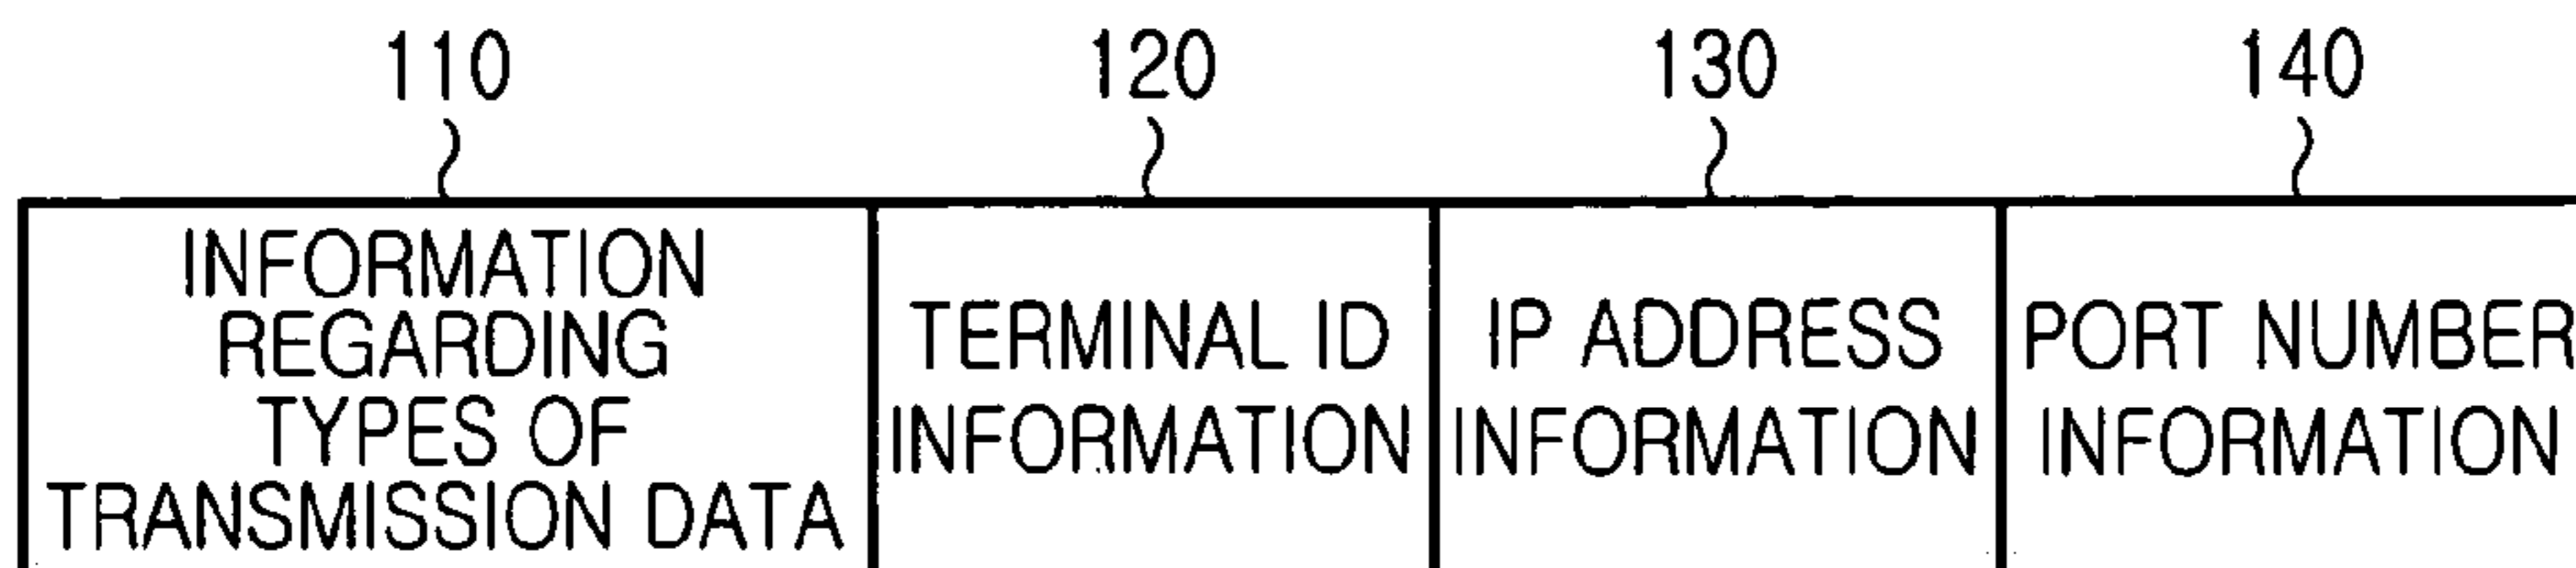 110 120 130 140
INFORMATION
REGARDING
TYPES OF
TRANSMISSION DATA
TERMINAL ID
INFORMATION
IP ADDRESS
INFORMATION
PORT NUMBER
INFORMATION